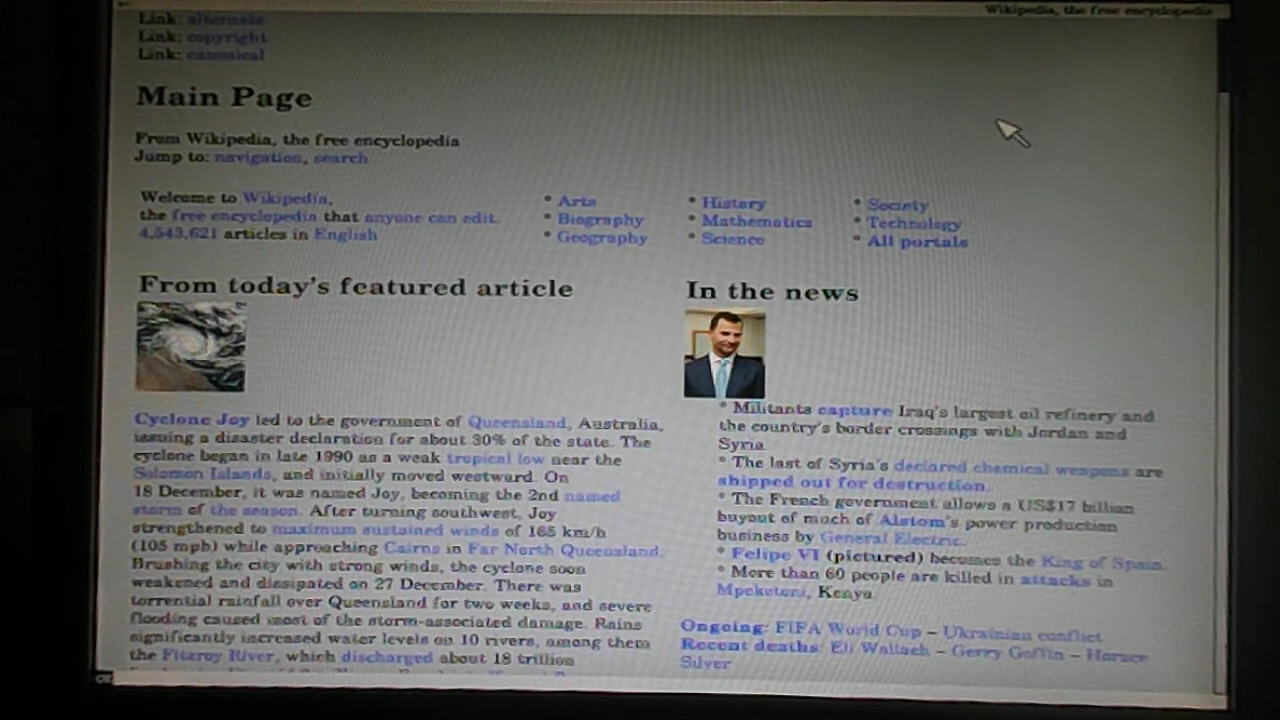 Wikipedia, the free encyclopedia
Link: alternate
Link: copyright
Link: canonical
Main Page
From Wikipedia, the free encyclopedia
Jump to: navigation, search
Welcome to Wikipedia,
the free encyclopedia that anyone can edit.
4,543,621 articles in English
* Arts
* Biography
* Geography
* History
* Mathematics
* Science
* Society
* Technology
* All portals
From today's featured article
Cyclone Joy led to the government of Queensland, Australia,
issuing a disaster declaration for about 30% of the state. The
cyclone began in late 1990 as a weak tropical low near the
Solomon Islands, and initially moved westward. On
18 December, it was named Joy, becoming the 2nd named
storm of the season. After turning southwest, Joy
strengthened to maximum sustained winds of 165 km/h
(105 mph) while approaching Cairns in Far North Queensland.
Brushing the city with strong winds, the cyclone soon
weakened and dissipated on 27 December. There was
torrential rainfall over Queensland for two weeks, and severe
flooding caused most of the storm-associated damage. Rains
significantly increased water levels on 10 rivers, among them
the Fitzroy River, which discharged about 18 trillion
In the news
* Militants capture Iraq's largest oil refinery and
the country's border crossings with Jordan and
Syria.
* The last of Syria's declared chemical weapons are
shipped out for destruction.
* The French government allows a US$17 billion
buyout of much of Alstom's power production
business by General Electric.
* Felipe VI (pictured) becomes the King of Spain.
* More than 60 people are killed in attacks in
Mpeketoni, Kenya.
Ongoing: FIFA World Cup – Ukrainian conflict
Recent deaths: Eli Wallach – Gerry Goffin – Horace
Silver